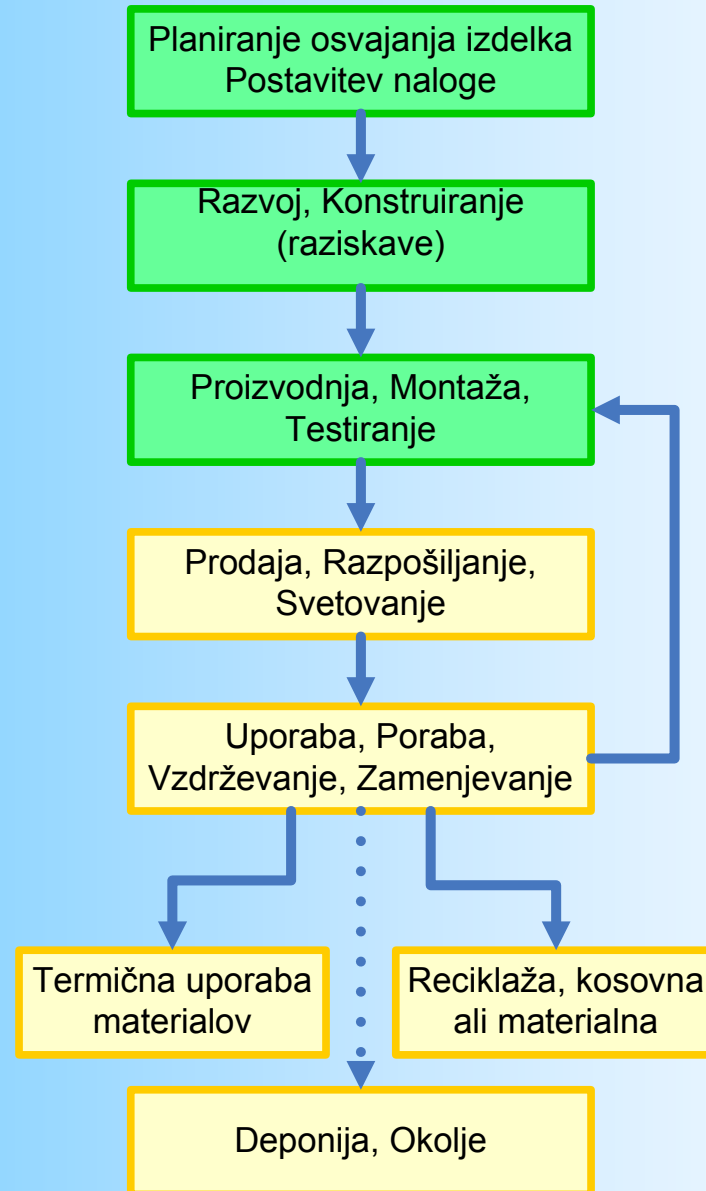 Planiranje osvajanja izdelka
Postavitev naloge
Razvoj, Konstruiranje
(raziskave)
Proizvodnja, Montaža,
Testiranje
Prodaja, Razpošiljanje,
Svetovanje
Uporaba, Poraba,
Vzdrževanje, Zamenjevanje
Termična uporaba
materialov
Reciklaža, kosovna
ali materialna
Deponija, Okolje